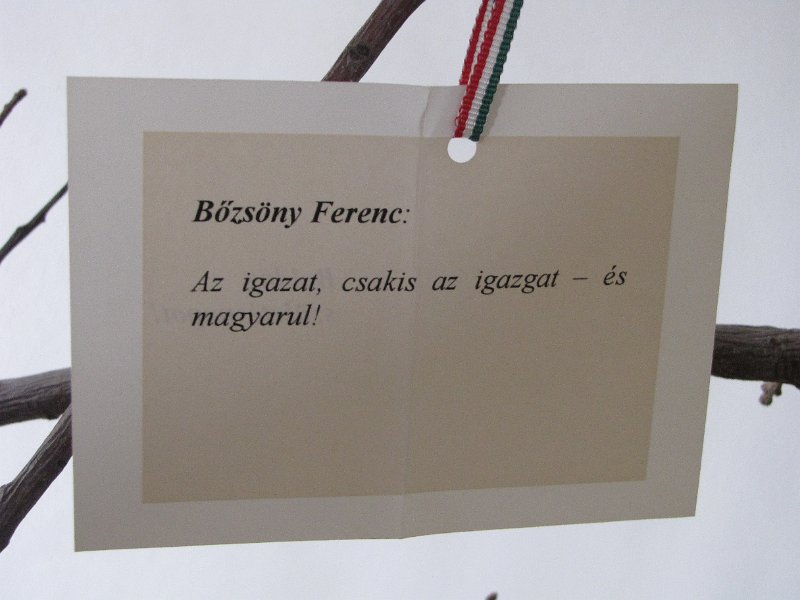 Bőzsöny Ferenc:
Az igazat, csakis az igazgat – és
magyarul!